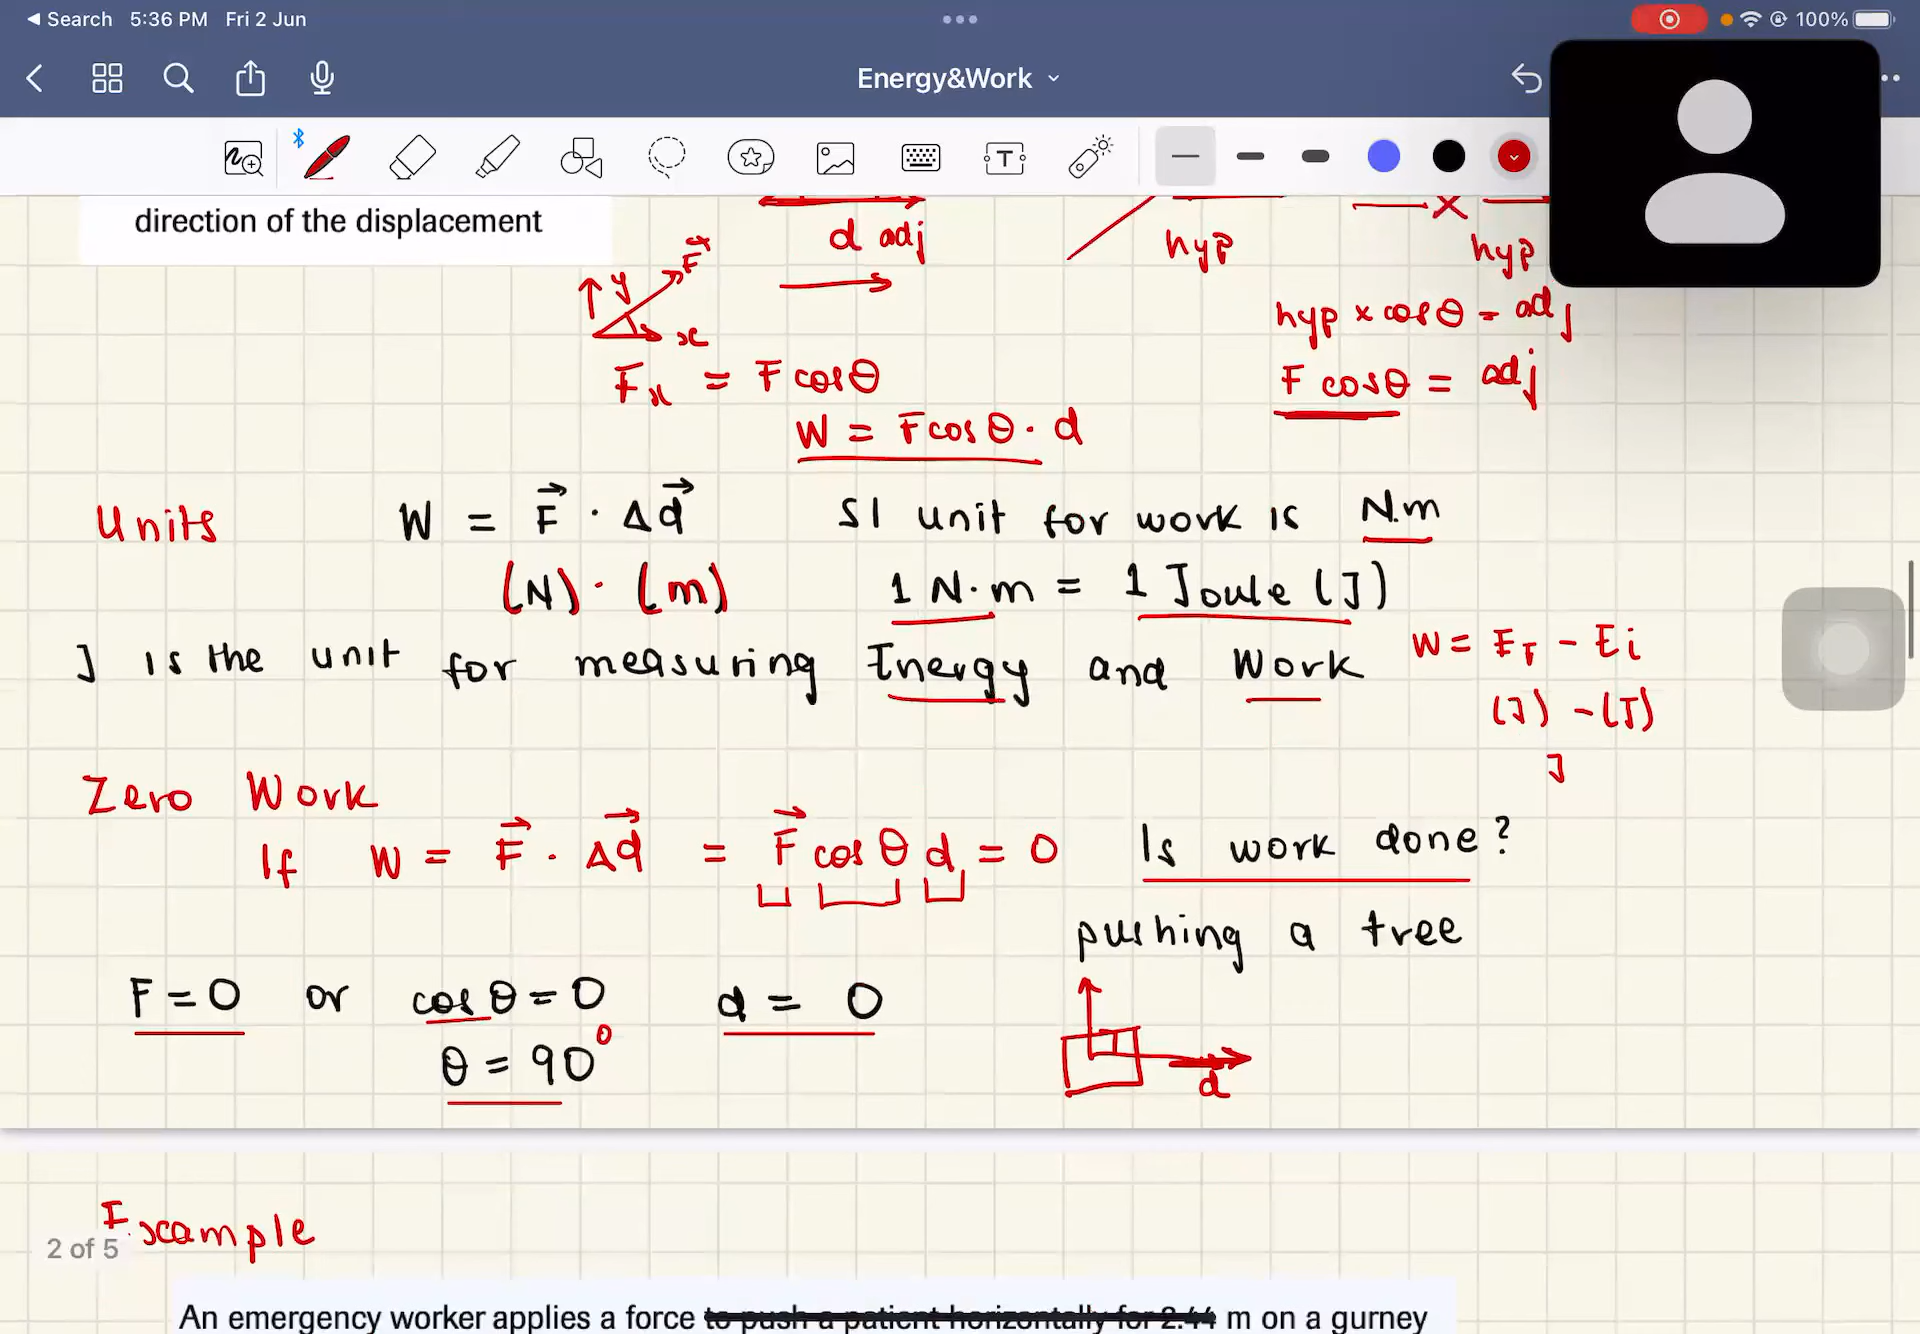 Search 5:36 PM Fri 2 Jun
100%
Energy&Work
T
direction of the displacement
d adj
hyp
hyp
y
F
x
hyp x cosθ = adj
Fx = F cosθ
F cosθ = adj
W = F cosθ · d
Units
W = F · Δd
SI unit for work is N.m
(N) · (m)
1 N·m = 1 Joule (J)
J is the unit for measuring Energy and Work
W = EF - Ei
(J) - (J)
J
Zero Work
If W = F · Δd = F cosθ d = 0
Is work done?
pushing a tree
F = 0 or cosθ = 0 d = 0
θ = 90°
d
Example
2 of 5
An emergency worker applies a force to push a patient horizontally for 2.44 m on a gurney